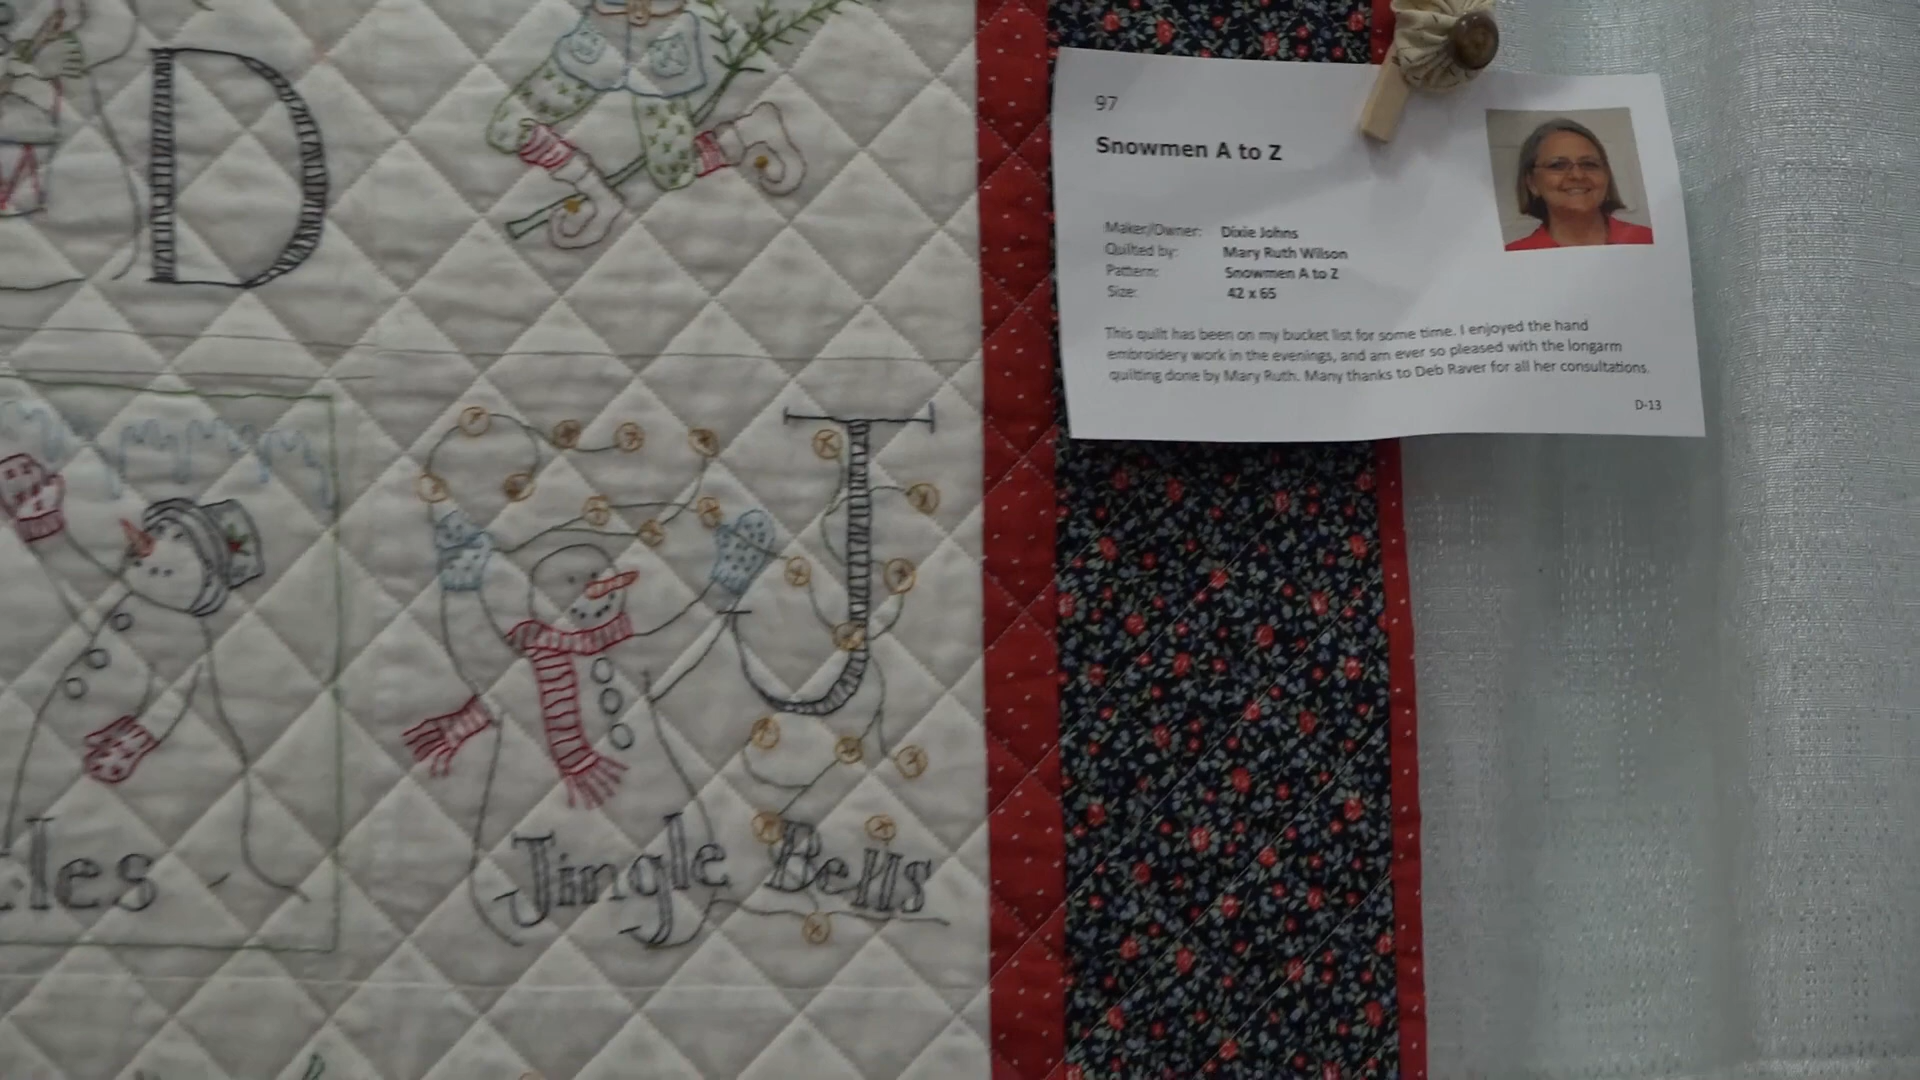 D
97
Snowmen A to Z
Maker/Owner: Dixie Johns
Quilted by: Mary Ruth Wilson
Pattern: Snowmen A to Z
Size: 42 x 65
This quilt has been on my bucket list for some time. I enjoyed the hand
embroidery work in the evenings, and am ever so pleased with the longarm
quilting done by Mary Ruth. Many thanks to Deb Raver for all her consultations.
D-13
J
cles
Jingle Bells